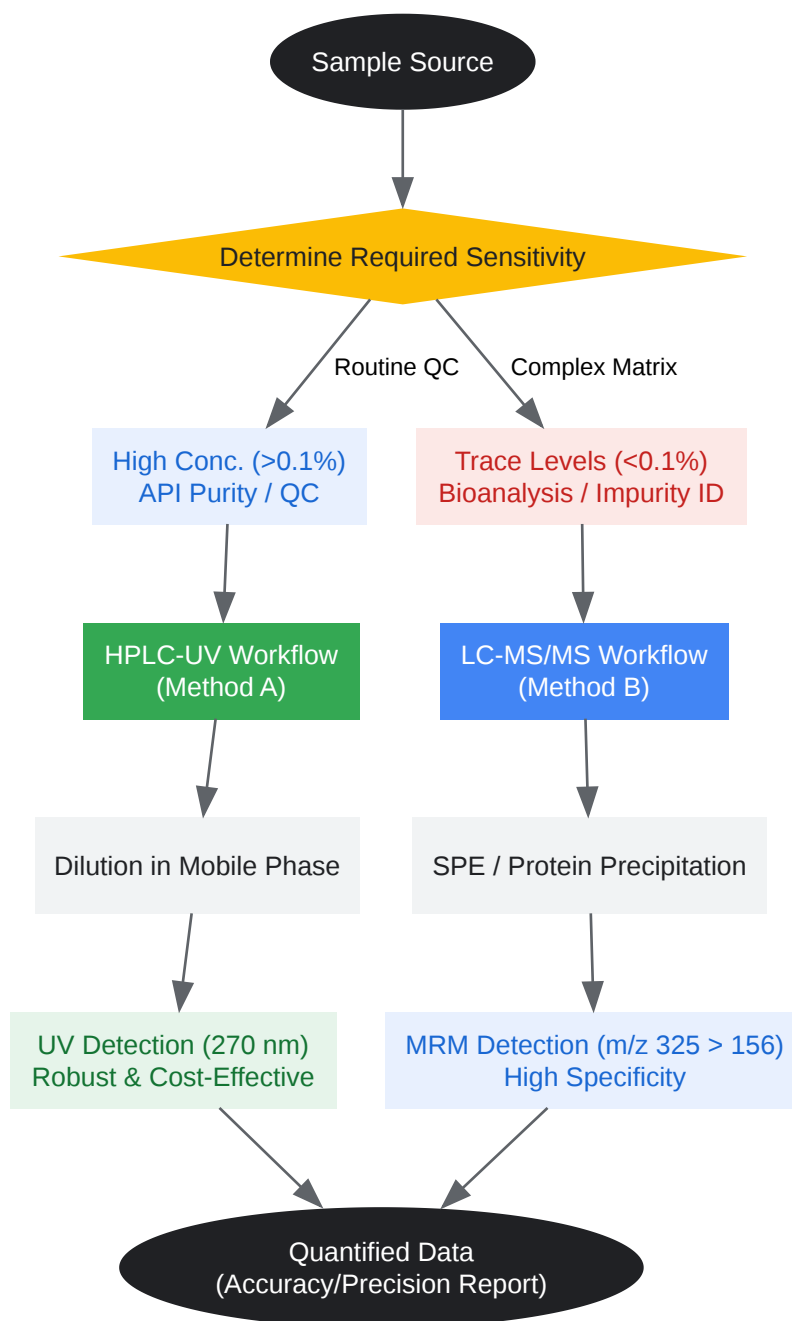 Sample Source
Determine Required Sensitivity
Routine QC
Complex Matrix
High Conc. (>0.1%)
API Purity / QC
Trace Levels (<0.1%)
Bioanalysis / Impurity ID
HPLC-UV Workflow
(Method A)
LC-MS/MS Workflow
(Method B)
Dilution in Mobile Phase
SPE / Protein Precipitation
UV Detection (270 nm)
Robust & Cost-Effective
MRM Detection (m/z 325 > 156)
High Specificity
Quantified Data
(Accuracy/Precision Report)